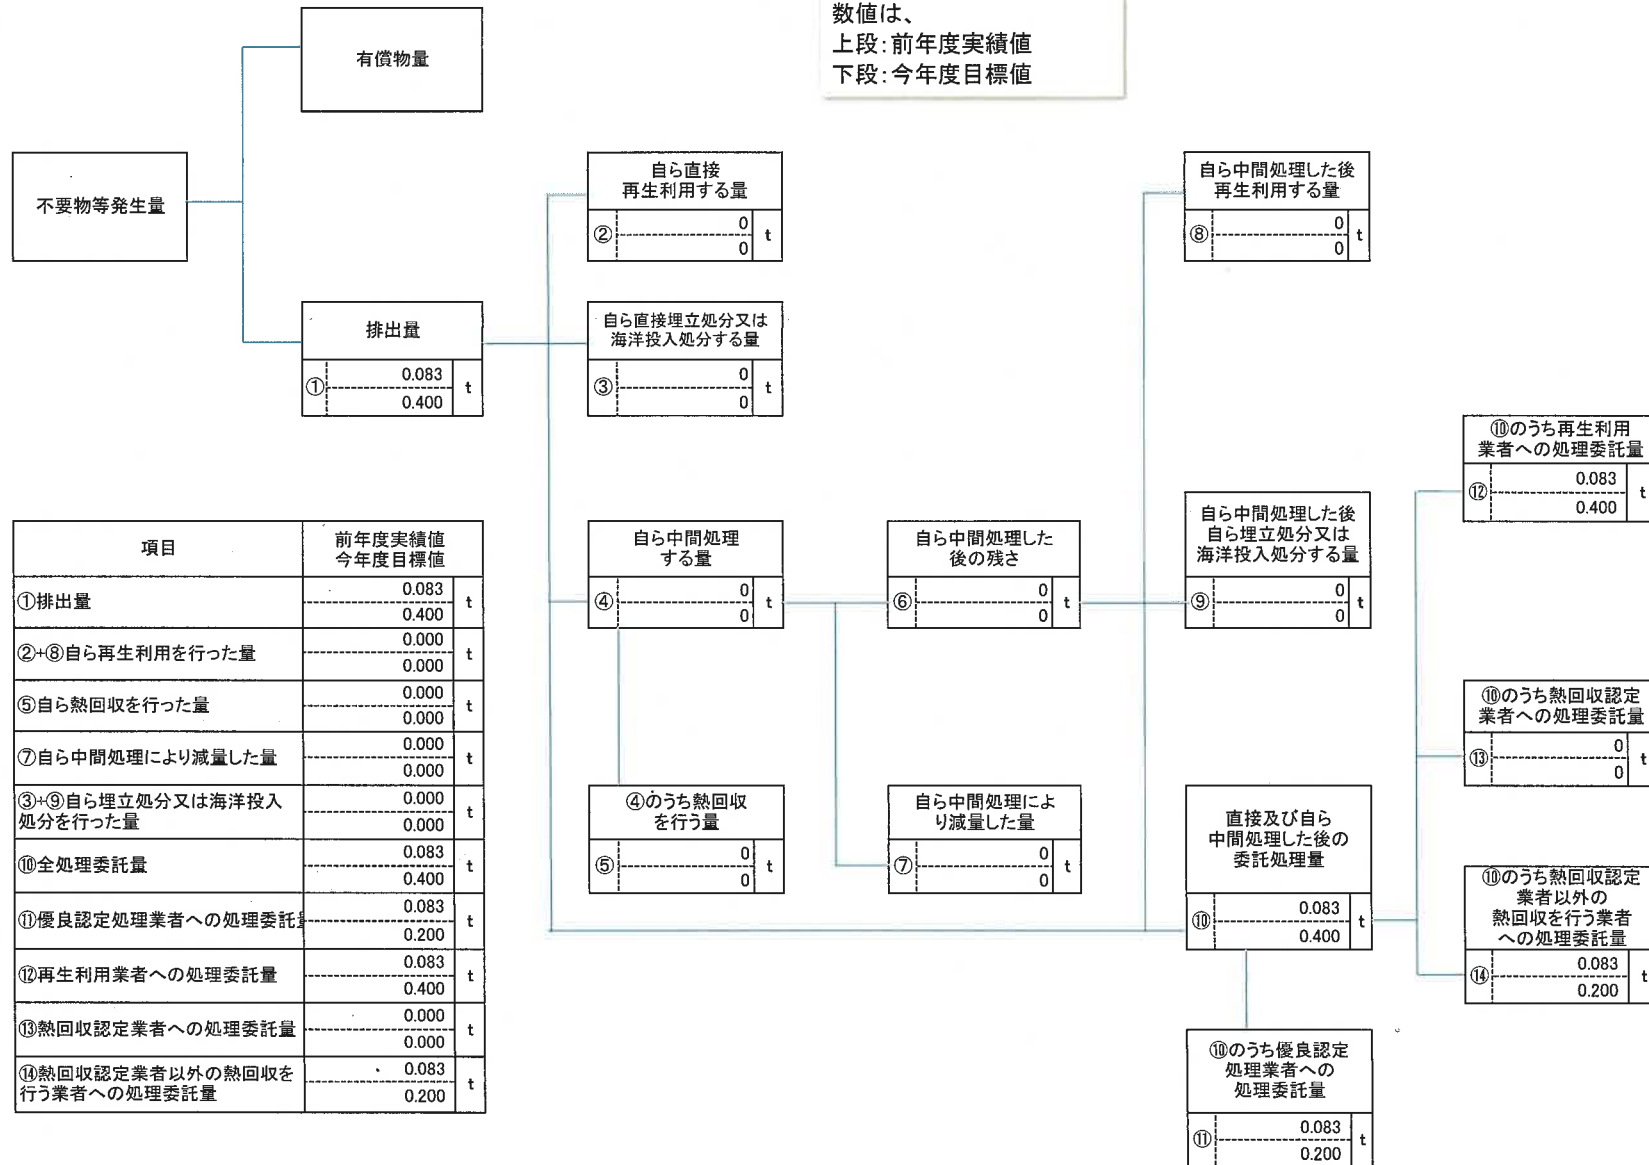 数値は、
上段：前年度実績値
下段：今年度目標値
有償物量
不要物等発生量
排出量
①
0.083
0.400
t
自ら直接
再生利用する量
②
0
0
t
自ら直接埋立処分又は
海洋投入処分する量
③
0
0
t
自ら中間処理
する量
④
0
0
t
④のうち熱回収
を行う量
⑤
0
0
t
自ら中間処理した
後の残さ
⑥
0
0
t
自ら中間処理によ
り減量した量
⑦
0
0
t
自ら中間処理した後
再生利用する量
⑧
0
0
t
自ら中間処理した後
自ら埋立処分又は
海洋投入処分する量
⑨
0
0
t
直接及び自ら
中間処理した後の
委託処理量
⑩
0.083
0.400
t
⑩のうち優良認定
処理業者への
処理委託量
⑪
0.083
0.200
t
⑩のうち再生利用
業者への処理委託量
⑫
0.083
0.400
t
⑩のうち熱回収認定
業者への処理委託量
⑬
0
0
t
⑩のうち熱回収認定
業者以外の
熱回収を行う業者
への処理委託量
⑭
0.083
0.200
t
項目
前年度実績値
今年度目標値
①排出量
0.083
0.400
t
②+⑧自ら再生利用を行った量
0.000
0.000
t
⑤自ら熱回収を行った量
0.000
0.000
t
⑦自ら中間処理により減量した量
0.000
0.000
t
③+⑨自ら埋立処分又は海洋投入
処分を行った量
0.000
0.000
t
⑩全処理委託量
0.083
0.400
t
⑪優良認定処理業者への処理委託
0.083
0.200
t
⑫再生利用業者への処理委託量
0.083
0.400
t
⑬熱回収認定業者への処理委託量
0.000
0.000
t
⑭熱回収認定業者以外の熱回収を
行う業者への処理委託量
0.083
0.200
t